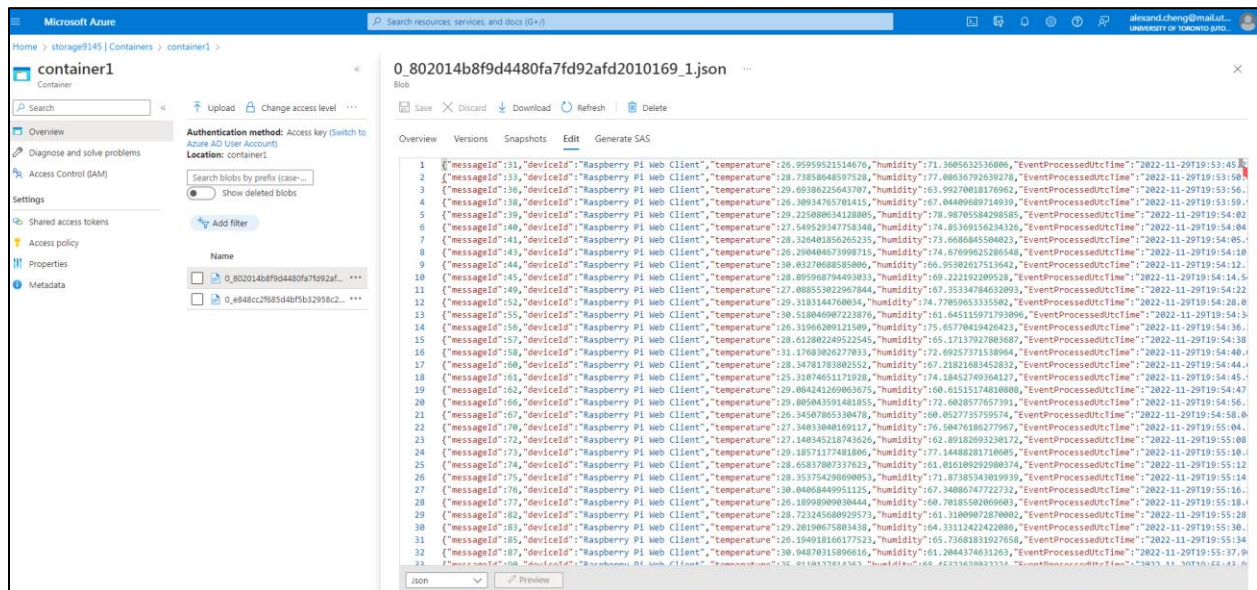 Microsoft Azure
Search resources, services, and docs (G+/)
alexand.cheng@mail.ut...
UNIVERSITY OF TORONTO (UTO...
Home > storage9145 | Containers > container1 >
container1
Container
Search
Overview
Diagnose and solve problems
Access Control (IAM)
Settings
Shared access tokens
Access policy
Properties
Metadata
Upload Change access level ...
Authentication method: Access key (Switch to
Azure AD User Account)
Location: container1
Search blobs by prefix (case-...
Show deleted blobs
Add filter
Name
0_802014b8f9d4480fa7fd92af... ...
0_e848cc2f685d4bf5b32958c2... ...
0_802014b8f9d4480fa7fd92afd2010169_1.json ...
Blob
Save Discard Download Refresh Delete
Overview Versions Snapshots Edit Generate SAS
1 {"messageId":31,"deviceId":"Raspberry Pi Web Client","temperature":26.95959521514676,"humidity":71.3605632536806,"EventProcessedUtcTime":"2022-11-29T19:53:45.
2 {"messageId":33,"deviceId":"Raspberry Pi Web Client","temperature":28.73858648597528,"humidity":77.08636792639278,"EventProcessedUtcTime":"2022-11-29T19:53:50.
3 {"messageId":36,"deviceId":"Raspberry Pi Web Client","temperature":29.69386225643707,"humidity":63.99270018176962,"EventProcessedUtcTime":"2022-11-29T19:53:56.
4 {"messageId":38,"deviceId":"Raspberry Pi Web Client","temperature":26.30934765701415,"humidity":67.04409689714939,"EventProcessedUtcTime":"2022-11-29T19:53:59.
5 {"messageId":39,"deviceId":"Raspberry Pi Web Client","temperature":29.225080634128805,"humidity":78.98705584298585,"EventProcessedUtcTime":"2022-11-29T19:54:02
6 {"messageId":40,"deviceId":"Raspberry Pi Web Client","temperature":27.549529347758348,"humidity":74.85369156234326,"EventProcessedUtcTime":"2022-11-29T19:54:04
7 {"messageId":41,"deviceId":"Raspberry Pi Web Client","temperature":28.326401856265235,"humidity":73.6686845504023,"EventProcessedUtcTime":"2022-11-29T19:54:05.
8 {"messageId":43,"deviceId":"Raspberry Pi Web Client","temperature":26.290404673998715,"humidity":74.67699625286548,"EventProcessedUtcTime":"2022-11-29T19:54:10
9 {"messageId":44,"deviceId":"Raspberry Pi Web Client","temperature":30.03270688585006,"humidity":66.95302617513642,"EventProcessedUtcTime":"2022-11-29T19:54:12.
10 {"messageId":45,"deviceId":"Raspberry Pi Web Client","temperature":28.895968794493033,"humidity":69.2221922095​28,"EventProcessedUtcTime":"2022-11-29T19:54:14.5
11 {"messageId":49,"deviceId":"Raspberry Pi Web Client","temperature":27.088553022967844,"humidity":67.35334784632093,"EventProcessedUtcTime":"2022-11-29T19:54:22
12 {"messageId":52,"deviceId":"Raspberry Pi Web Client","temperature":29.3183144760034,"humidity":74.77059653335502,"EventProcessedUtcTime":"2022-11-29T19:54:28.0
13 {"messageId":55,"deviceId":"Raspberry Pi Web Client","temperature":30.518046907223876,"humidity":61.645115971793096,"EventProcessedUtcTime":"2022-11-29T19:54:3
14 {"messageId":56,"deviceId":"Raspberry Pi Web Client","temperature":26.31966209121509,"humidity":75.65770419426423,"EventProcessedUtcTime":"2022-11-29T19:54:36.
15 {"messageId":57,"deviceId":"Raspberry Pi Web Client","temperature":28.612802249522545,"humidity":65.17137927803687,"EventProcessedUtcTime":"2022-11-29T19:54:38
16 {"messageId":58,"deviceId":"Raspberry Pi Web Client","temperature":31.17683026277033,"humidity":72.69257371538964,"EventProcessedUtcTime":"2022-11-29T19:54:40.
17 {"messageId":60,"deviceId":"Raspberry Pi Web Client","temperature":28.34781783802552,"humidity":67.21821683452832,"EventProcessedUtcTime":"2022-11-29T19:54:44.
18 {"messageId":61,"deviceId":"Raspberry Pi Web Client","temperature":25.31074651171928,"humidity":74.18452749364127,"EventProcessedUtcTime":"2022-11-29T19:54:45.
19 {"messageId":62,"deviceId":"Raspberry Pi Web Client","temperature":29.084241269063675,"humidity":60.61515174810808,"EventProcessedUtcTime":"2022-11-29T19:54:47
20 {"messageId":66,"deviceId":"Raspberry Pi Web Client","temperature":29.805043591481855,"humidity":72.6028577657391,"EventProcessedUtcTime":"2022-11-29T19:54:56.
21 {"messageId":67,"deviceId":"Raspberry Pi Web Client","temperature":26.34507865330478,"humidity":60.0527735759574,"EventProcessedUtcTime":"2022-11-29T19:54:58.0
22 {"messageId":70,"deviceId":"Raspberry Pi Web Client","temperature":27.34033040169117,"humidity":76.50476186277967,"EventProcessedUtcTime":"2022-11-29T19:55:04.
23 {"messageId":72,"deviceId":"Raspberry Pi Web Client","temperature":27.140345218743626,"humidity":62.89182693230172,"EventProcessedUtcTime":"2022-11-29T19:55:08
24 {"messageId":73,"deviceId":"Raspberry Pi Web Client","temperature":29.18571177481806,"humidity":77.14488281710605,"EventProcessedUtcTime":"2022-11-29T19:55:10.
25 {"messageId":74,"deviceId":"Raspberry Pi Web Client","temperature":28.65837807337623,"humidity":61.016109292980374,"EventProcessedUtcTime":"2022-11-29T19:55:12
26 {"messageId":75,"deviceId":"Raspberry Pi Web Client","temperature":28.353754298690053,"humidity":71.87385343019939,"EventProcessedUtcTime":"2022-11-29T19:55:14
27 {"messageId":76,"deviceId":"Raspberry Pi Web Client","temperature":30.04068449951125,"humidity":67.34086747722732,"EventProcessedUtcTime":"2022-11-29T19:55:16.
28 {"messageId":77,"deviceId":"Raspberry Pi Web Client","temperature":26.18998909030444,"humidity":60.70185502069603,"EventProcessedUtcTime":"2022-11-29T19:55:18.
29 {"messageId":82,"deviceId":"Raspberry Pi Web Client","temperature":28.723245680929573,"humidity":61.31009072870002,"EventProcessedUtcTime":"2022-11-29T19:55:28
30 {"messageId":83,"deviceId":"Raspberry Pi Web Client","temperature":29.20190675803438,"humidity":64.33112422422086,"EventProcessedUtcTime":"2022-11-29T19:55:30.
31 {"messageId":85,"deviceId":"Raspberry Pi Web Client","temperature":26.194918166177523,"humidity":65.73681831927658,"EventProcessedUtcTime":"2022-11-29T19:55:34
32 {"messageId":87,"deviceId":"Raspberry Pi Web Client","temperature":30.94870315896616,"humidity":61.2044374631263,"EventProcessedUtcTime":"2022-11-29T19:55:37.9
Json Preview